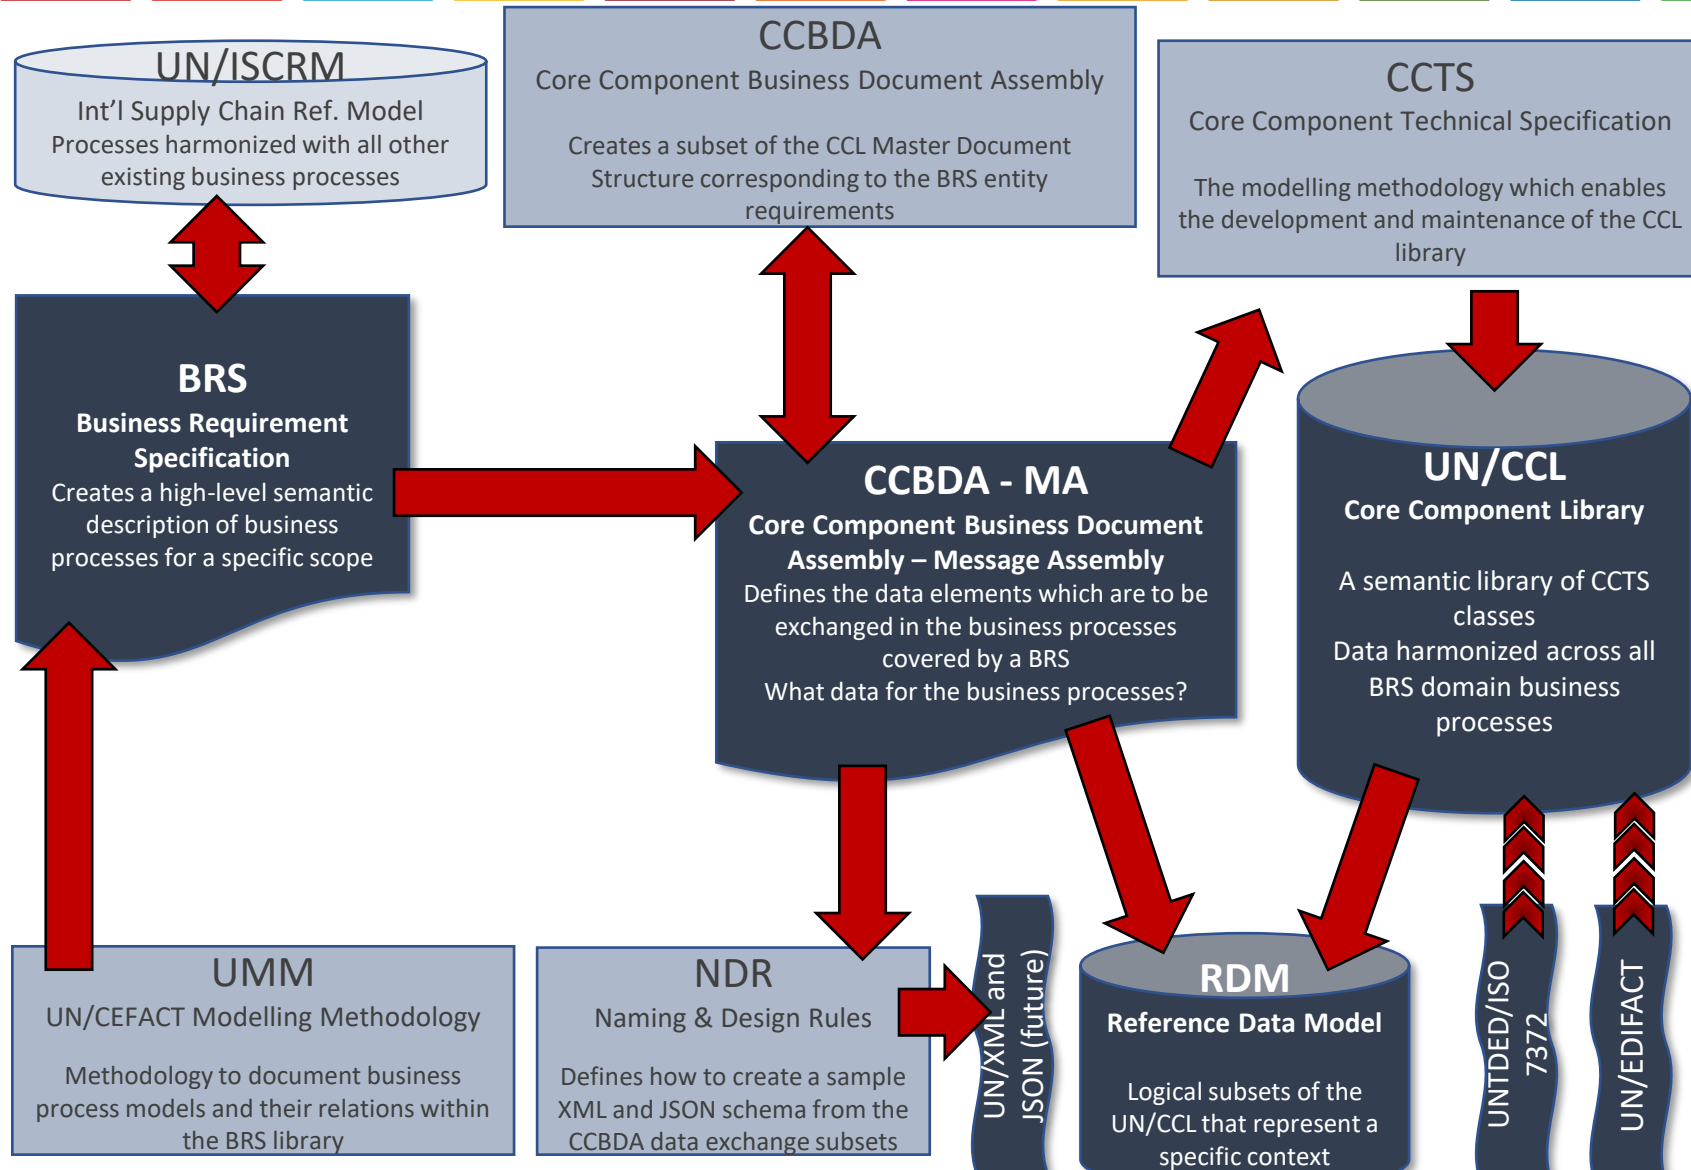 UN/ISCRM
Int'l Supply Chain Ref. Model
Processes harmonized with all other
existing business processes
CCBDA
Core Component Business Document Assembly
Creates a subset of the CCL Master Document
Structure corresponding to the BRS entity
requirements
CCTS
Core Component Technical Specification
The modelling methodology which enables
the development and maintenance of the CCL
library
BRS
Business Requirement
Specification
Creates a high-level semantic
description of business
processes for a specific scope
CCBDA - MA
Core Component Business Document
Assembly – Message Assembly
Defines the data elements which are to be
exchanged in the business processes
covered by a BRS
What data for the business processes?
UN/CCL
Core Component Library
A semantic library of CCTS
classes
Data harmonized across all
BRS domain business
processes
UMM
UN/CEFACT Modelling Methodology
Methodology to document business
process models and their relations within
the BRS library
NDR
Naming & Design Rules
Defines how to create a sample
XML and JSON schema from the
CCBDA data exchange subsets
UN/XML and
JSON (future)
RDM
Reference Data Model
Logical subsets of the
UN/CCL that represent a
specific context
UNTDED/ISO
7372
UN/EDIFACT